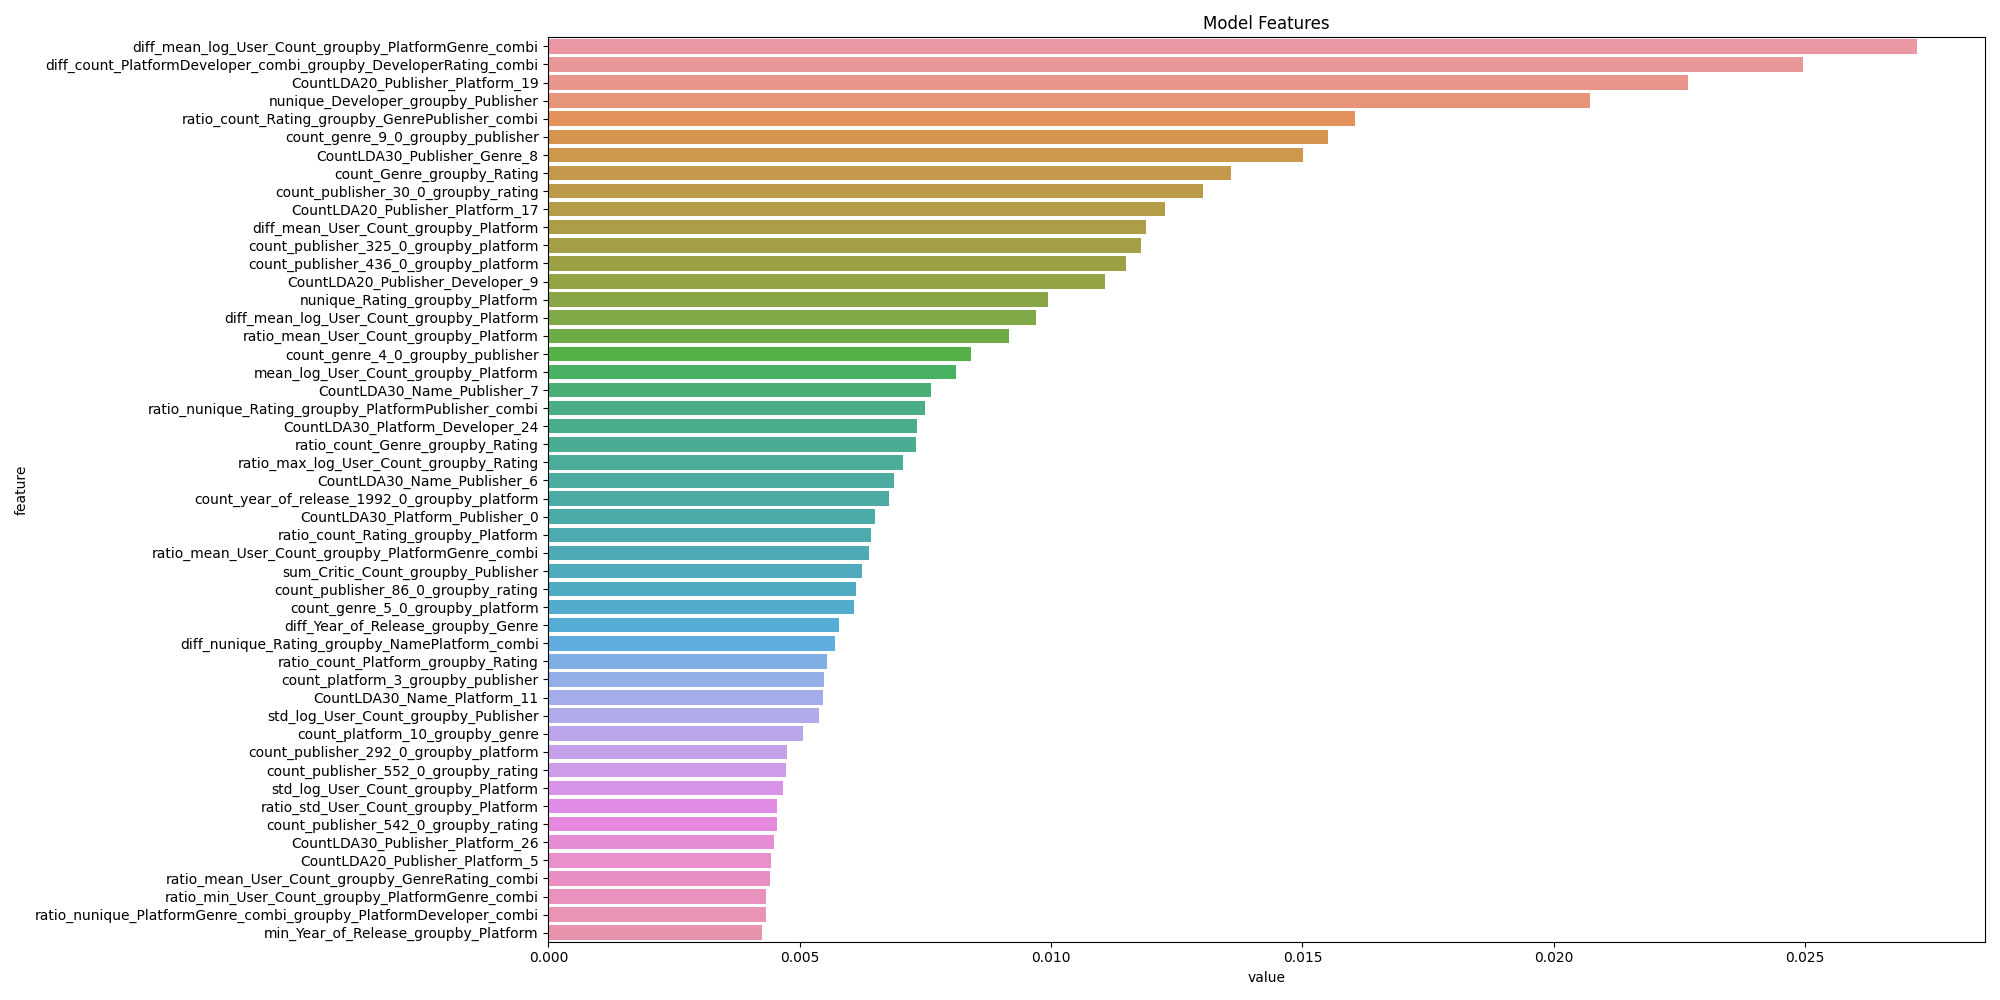 Model Features
diff_mean_log_User_Count_groupby_PlatformGenre_combi
diff_count_PlatformDeveloper_combi_groupby_DeveloperRating_combi
CountLDA20_Publisher_Platform_19
nunique_Developer_groupby_Publisher
ratio_count_Rating_groupby_GenrePublisher_combi
count_genre_9_0_groupby_publisher
CountLDA30_Publisher_Genre_8
count_Genre_groupby_Rating
count_publisher_30_0_groupby_rating
CountLDA20_Publisher_Platform_17
diff_mean_User_Count_groupby_Platform
count_publisher_325_0_groupby_platform
count_publisher_436_0_groupby_platform
CountLDA20_Publisher_Developer_9
nunique_Rating_groupby_Platform
diff_mean_log_User_Count_groupby_Platform
ratio_mean_User_Count_groupby_Platform
count_genre_4_0_groupby_publisher
mean_log_User_Count_groupby_Platform
CountLDA30_Name_Publisher_7
ratio_nunique_Rating_groupby_PlatformPublisher_combi
CountLDA30_Platform_Developer_24
ratio_count_Genre_groupby_Rating
ratio_max_log_User_Count_groupby_Rating
CountLDA30_Name_Publisher_6
count_year_of_release_1992_0_groupby_platform
CountLDA30_Platform_Publisher_0
ratio_count_Rating_groupby_Platform
ratio_mean_User_Count_groupby_PlatformGenre_combi
sum_Critic_Count_groupby_Publisher
count_publisher_86_0_groupby_rating
count_genre_5_0_groupby_platform
diff_Year_of_Release_groupby_Genre
diff_nunique_Rating_groupby_NamePlatform_combi
ratio_count_Platform_groupby_Rating
count_platform_3_groupby_publisher
CountLDA30_Name_Platform_11
std_log_User_Count_groupby_Publisher
count_platform_10_groupby_genre
count_publisher_292_0_groupby_platform
count_publisher_552_0_groupby_rating
std_log_User_Count_groupby_Platform
ratio_std_User_Count_groupby_Platform
count_publisher_542_0_groupby_rating
CountLDA30_Publisher_Platform_26
CountLDA20_Publisher_Platform_5
ratio_mean_User_Count_groupby_GenreRating_combi
ratio_min_User_Count_groupby_PlatformGenre_combi
ratio_nunique_PlatformGenre_combi_groupby_PlatformDeveloper_combi
min_Year_of_Release_groupby_Platform
feature
0.000 0.005 0.010 0.015 0.020 0.025
value